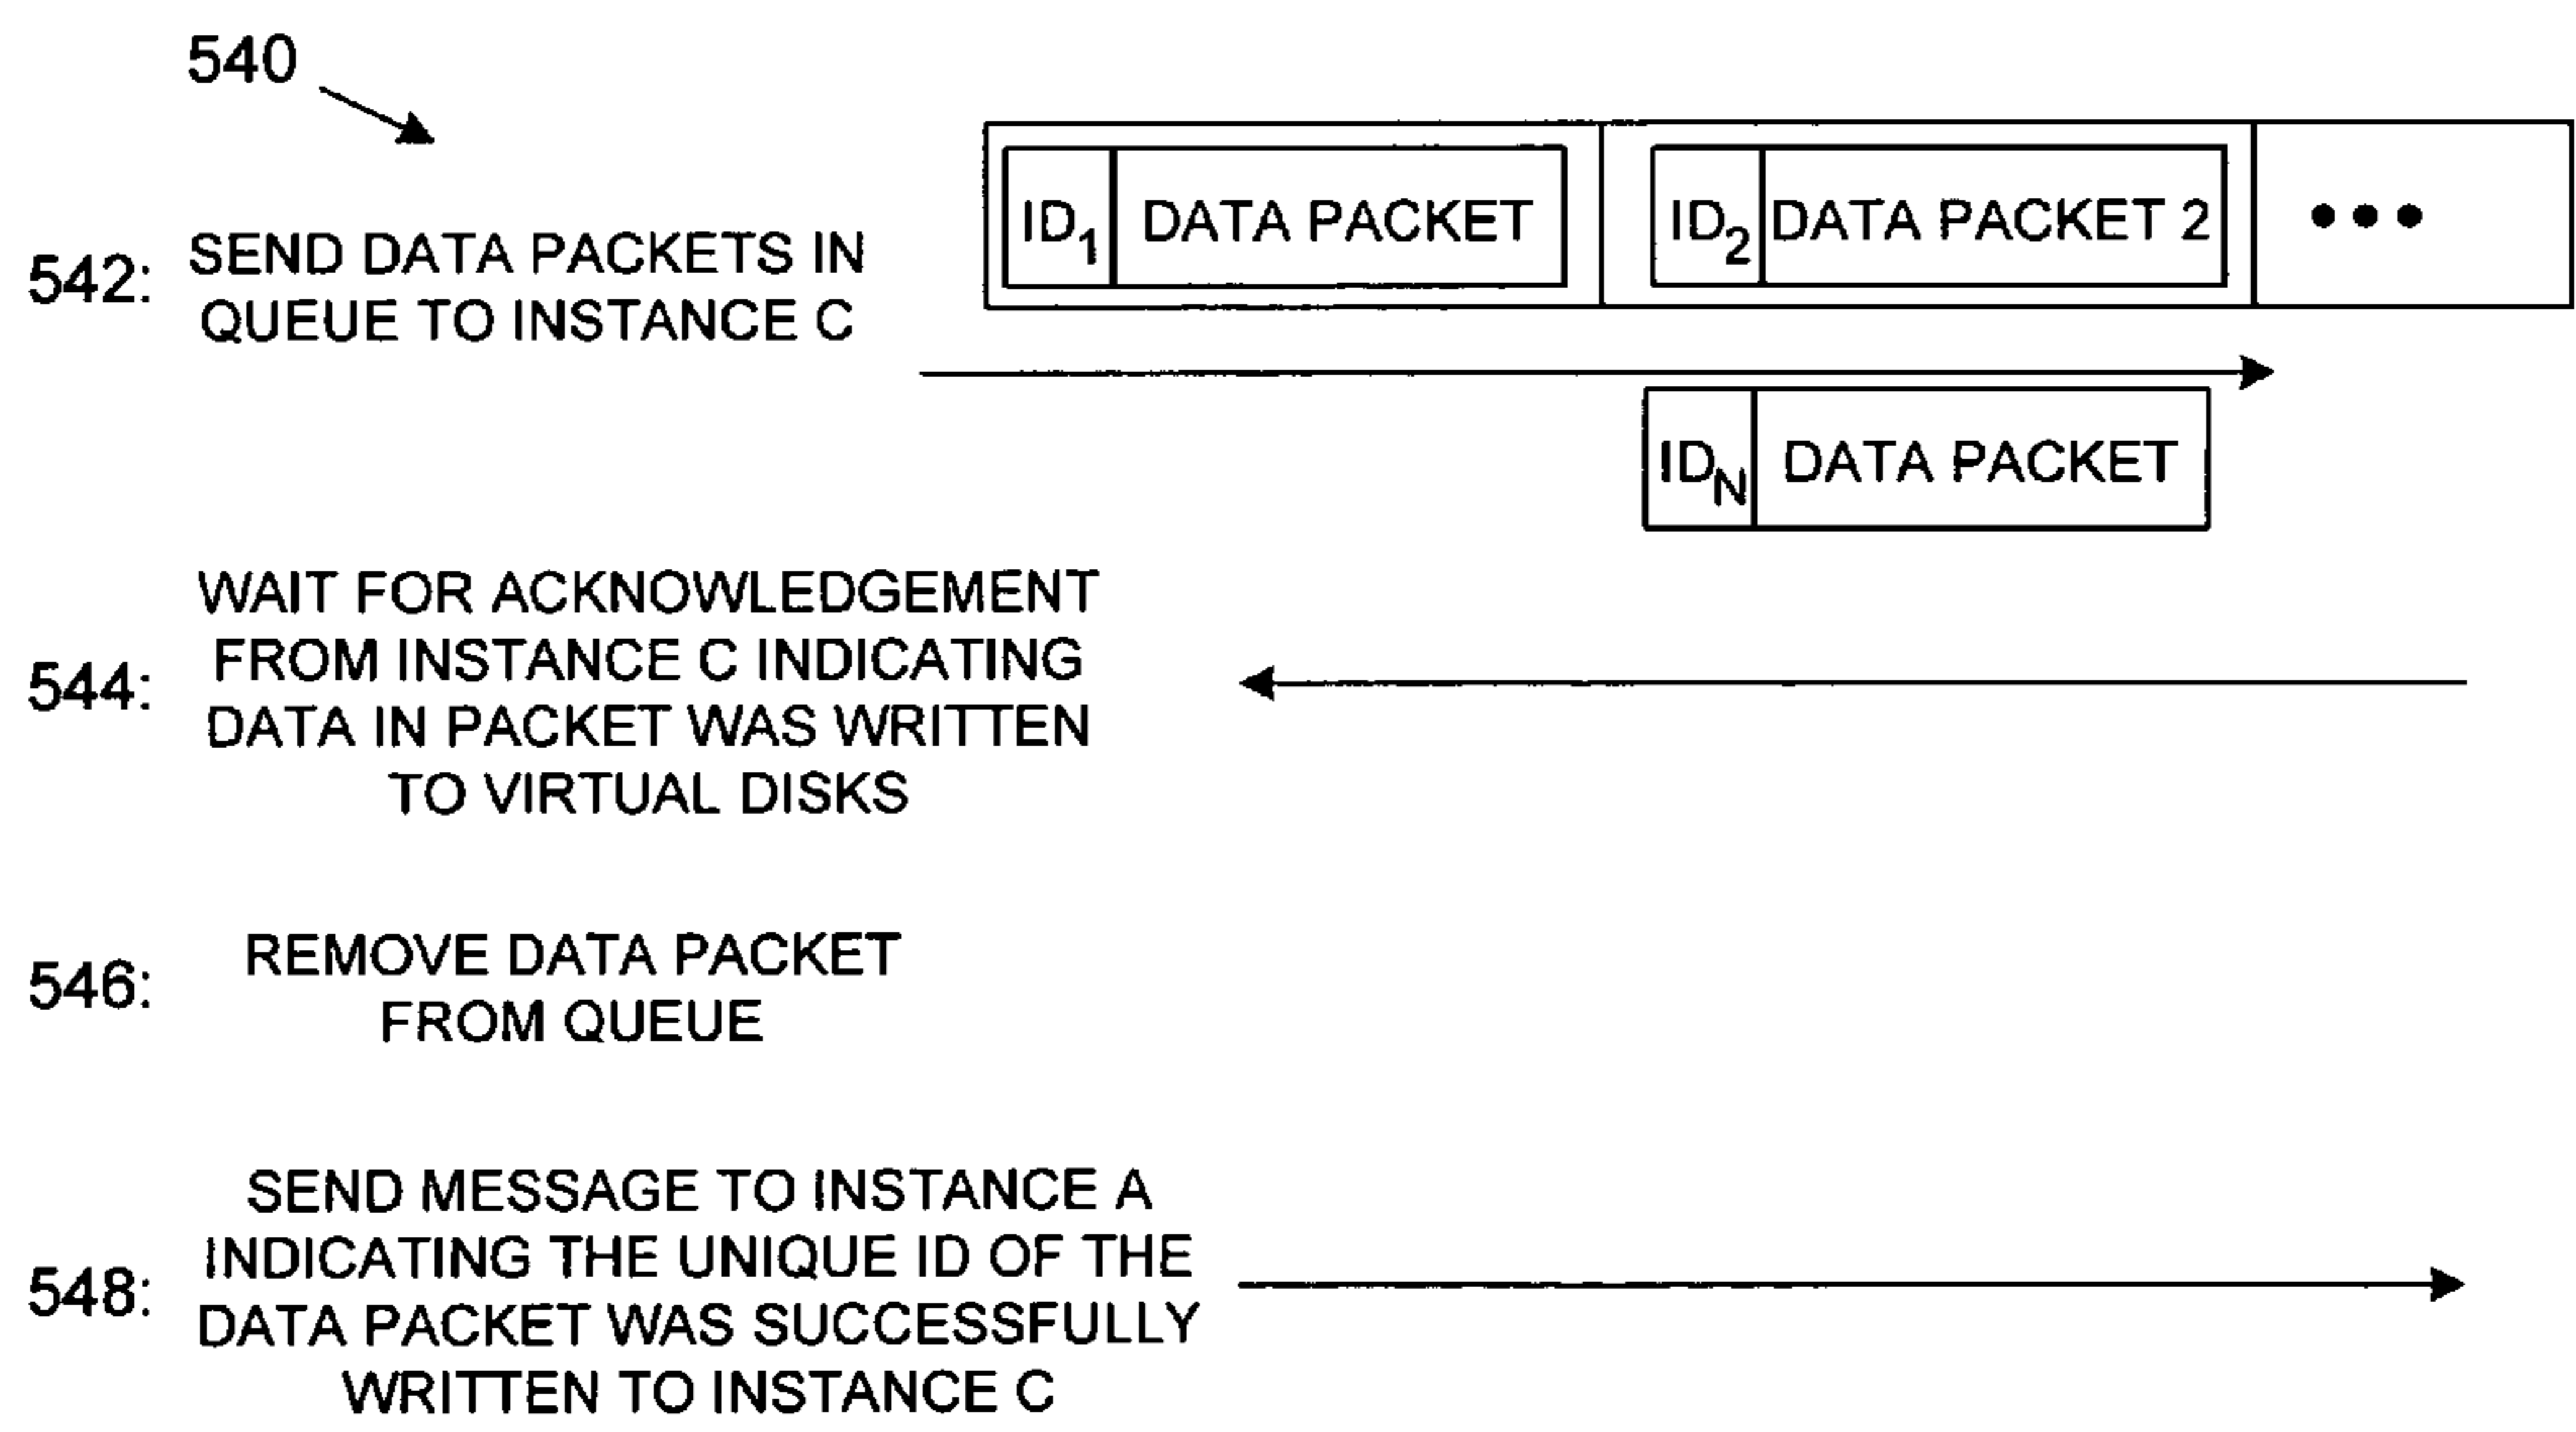 540
ID1 DATA PACKET ID2 DATA PACKET 2 •••
542: SEND DATA PACKETS IN
QUEUE TO INSTANCE C
IDN DATA PACKET
544: WAIT FOR ACKNOWLEDGEMENT
FROM INSTANCE C INDICATING
DATA IN PACKET WAS WRITTEN
TO VIRTUAL DISKS
546: REMOVE DATA PACKET
FROM QUEUE
548: SEND MESSAGE TO INSTANCE A
INDICATING THE UNIQUE ID OF THE
DATA PACKET WAS SUCCESSFULLY
WRITTEN TO INSTANCE C